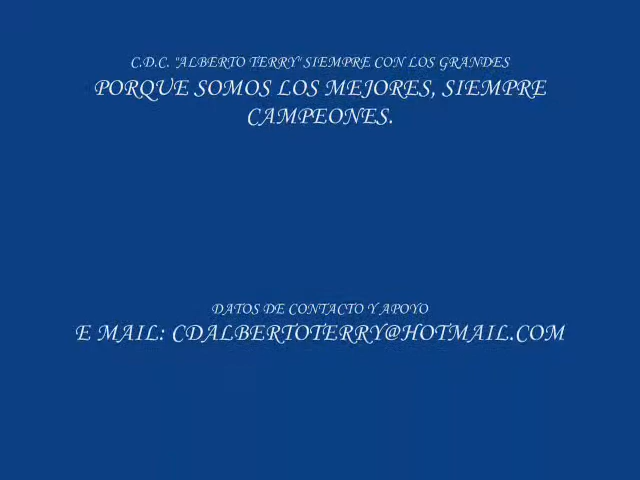 C.D.C. "ALBERTO TERRY" SIEMPRE CON LOS GRANDES
PORQUE SOMOS LOS MEJORES, SIEMPRE
CAMPEONES.
DATOS DE CONTACTO Y APOYO
E MAIL: CDALBERTOTERRY@HOTMAIL.COM